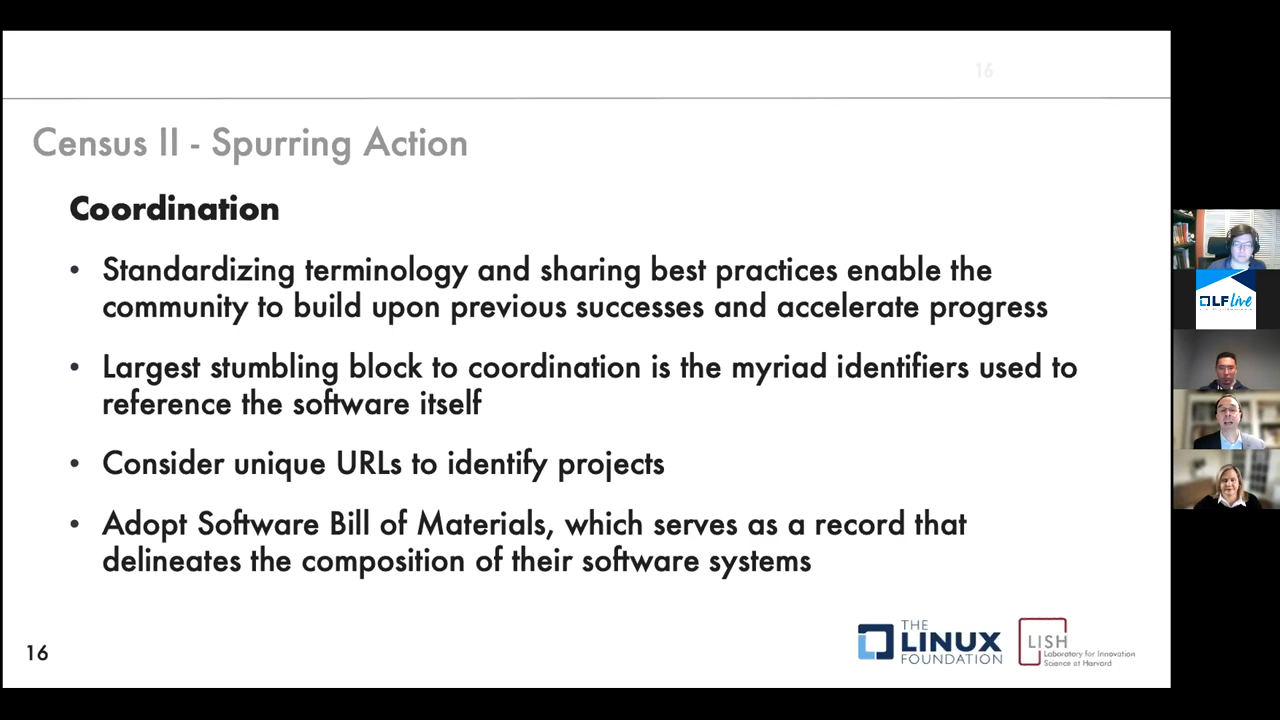 16
Census II - Spurring Action
Coordination
• Standardizing terminology and sharing best practices enable the
community to build upon previous successes and accelerate progress
• Largest stumbling block to coordination is the myriad identifiers used to
reference the software itself
• Consider unique URLs to identify projects
• Adopt Software Bill of Materials, which serves as a record that
delineates the composition of their software systems
16
THE
LINUX
FOUNDATION
LISH
Laboratory for Innovation
Science at Harvard
LF Live